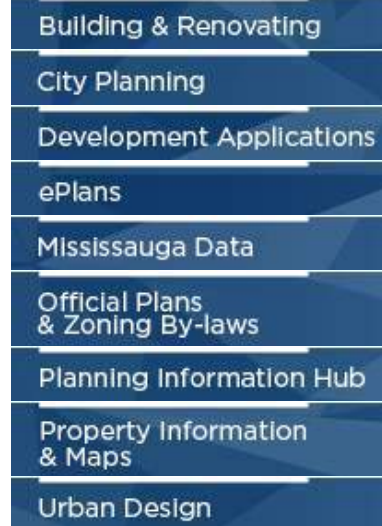 Building & Renovating
City Planning
Development Applications
ePlans
Mississauga Data
Official Plans
& Zoning By-laws
Planning Information Hub
Property Information
& Maps
Urban Design